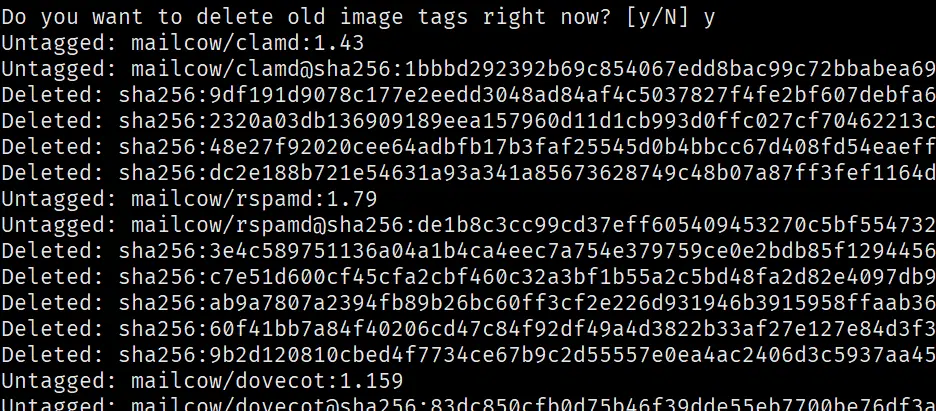 Do you want to delete old image tags right now? [y/N] y
Untagged: mailcow/clamd:1.43
Untagged: mailcow/clamd@sha256:1bbbd292392b69c854067edd8bac99c72bbabea69
Deleted: sha256:9df191d9078c177e2eedd3048ad84af4c5037827f4fe2bf607debfa6
Deleted: sha256:2320a03db136909189eea157960d11d1cb993d0ffc027cf70462213c
Deleted: sha256:48e27f92020cee64adbfb17b3faf25545d0b4bbcc67d408fd54eaeff
Deleted: sha256:dc2e188b721e54631a93a341a85673628749c48b07a87ff3fef1164d
Untagged: mailcow/rspamd:1.79
Untagged: mailcow/rspamd@sha256:de1b8c3cc99cd37eff605409453270c5bf554732
Deleted: sha256:3e4c589751136a04a1b4ca4eec7a754e379759ce0e2bdb85f1294456
Deleted: sha256:c7e51d600cf45cfa2cbf460c32a3bf1b55a2c5bd48fa2d82e4097db9
Deleted: sha256:ab9a7807a2394fb89b26bc60ff3cf2e226d931946b3915958ffaab36
Deleted: sha256:60f41bb7a84f40206cd47c84f92df49a4d3822b33af27e127e84d3f3
Deleted: sha256:9b2d120810cbed4f7734ce67b9c2d55557e0ea4ac2406d3c5937aa45
Untagged: mailcow/dovecot:1.159
Untagged: mailcow/dovecot@sha256:83dc850cfb0d75b46f39dde55eb7700be76df3a